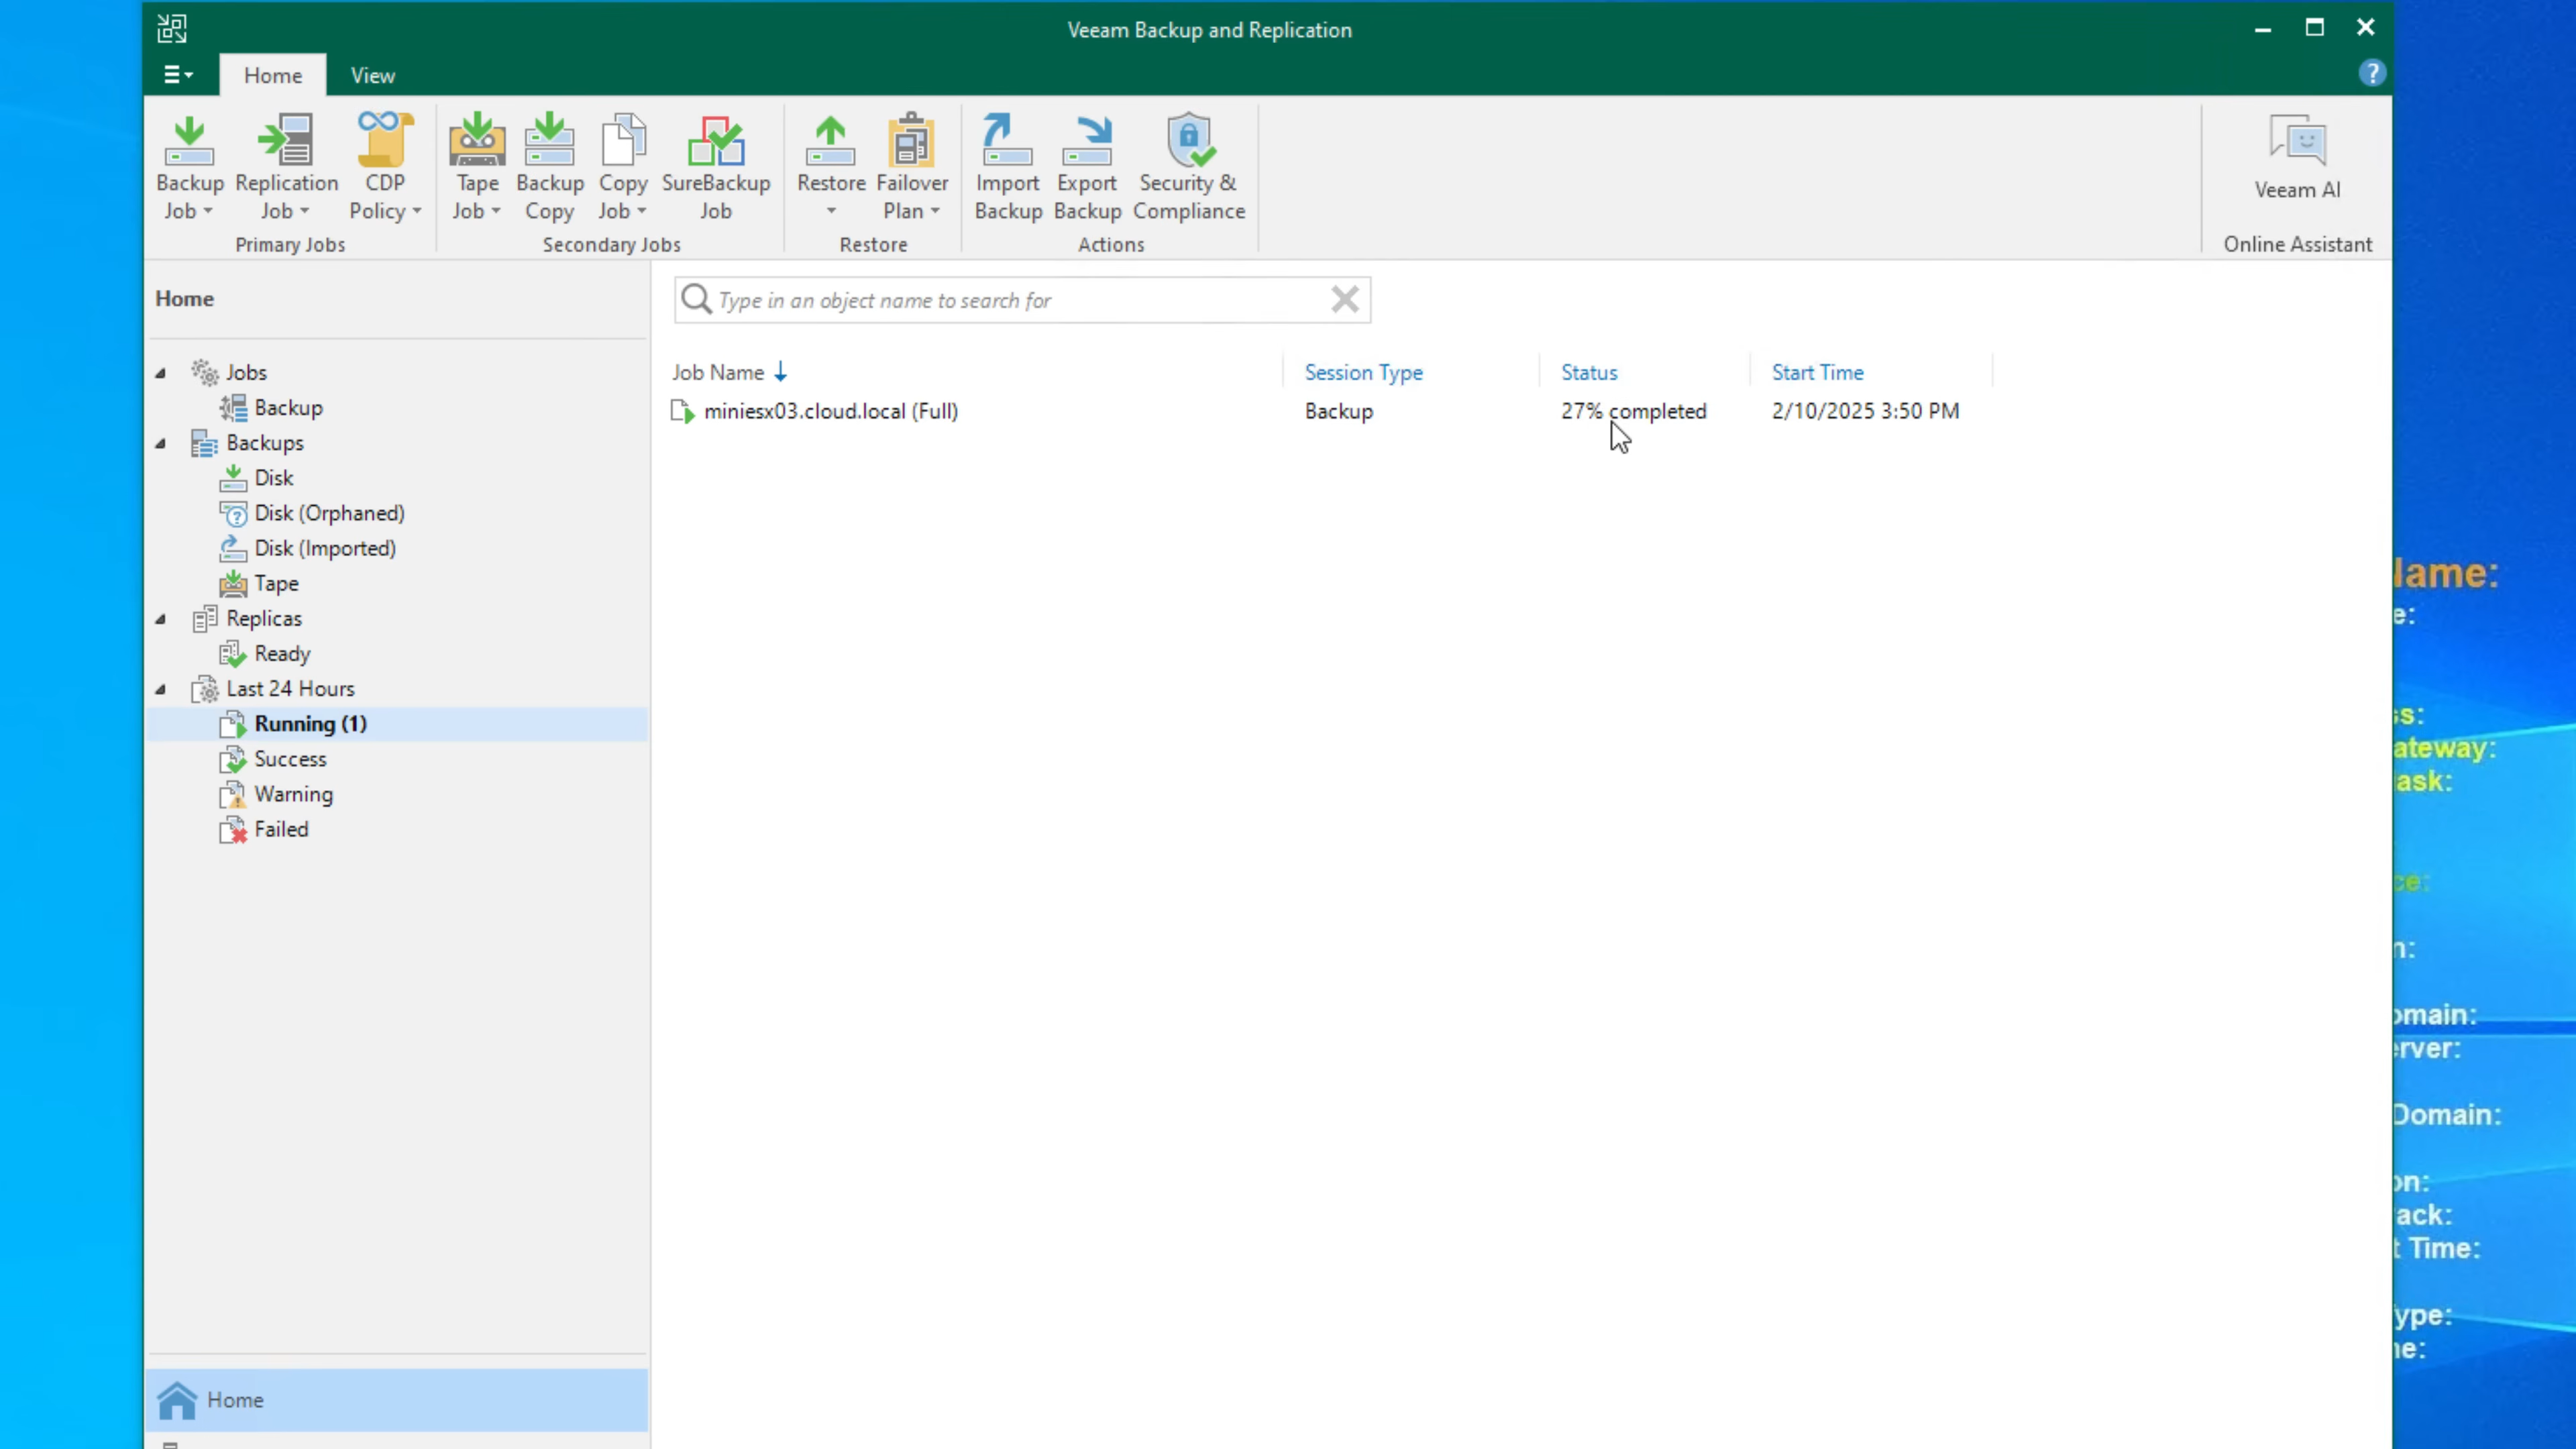 Veeam Backup and Replication
Home
View
?
Backup Job
Replication Job
CDP Policy
Primary Jobs
Tape Job
Backup Copy
Copy Job
SureBackup Job
Secondary Jobs
Restore
Failover Plan
Restore
Import Backup
Export Backup
Security & Compliance
Actions
Veeam AI
Online Assistant
Home
Type in an object name to search for
Jobs
Backup
Backups
Disk
Disk (Orphaned)
Disk (Imported)
Tape
Replicas
Ready
Last 24 Hours
Running (1)
Success
Warning
Failed
Home
Job Name
Session Type
Status
Start Time
miniesx03.cloud.local (Full)
Backup
27% completed
2/10/2025 3:50 PM
ame:
e:
ss:
ateway:
ask:
ce:
n:
omain:
rver:
Domain:
on:
ack:
t Time:
ype:
ne: